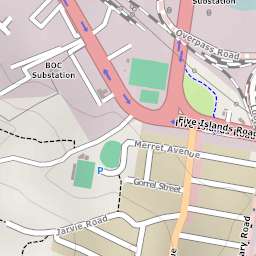 Substation
Overpass Road
BOC
Substation
Five Islands Road
Merret Avenue
P
Gorrel Street
Jarvie Road